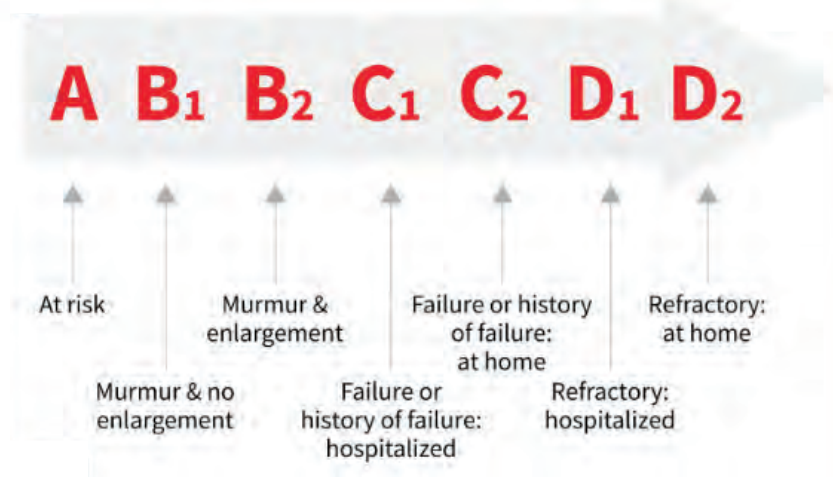 A B1 B2 C1 C2 D1 D2
At risk
Murmur & no
enlargement
Murmur &
enlargement
Failure or
history of failure:
hospitalized
Failure or history
of failure:
at home
Refractory:
hospitalized
Refractory:
at home